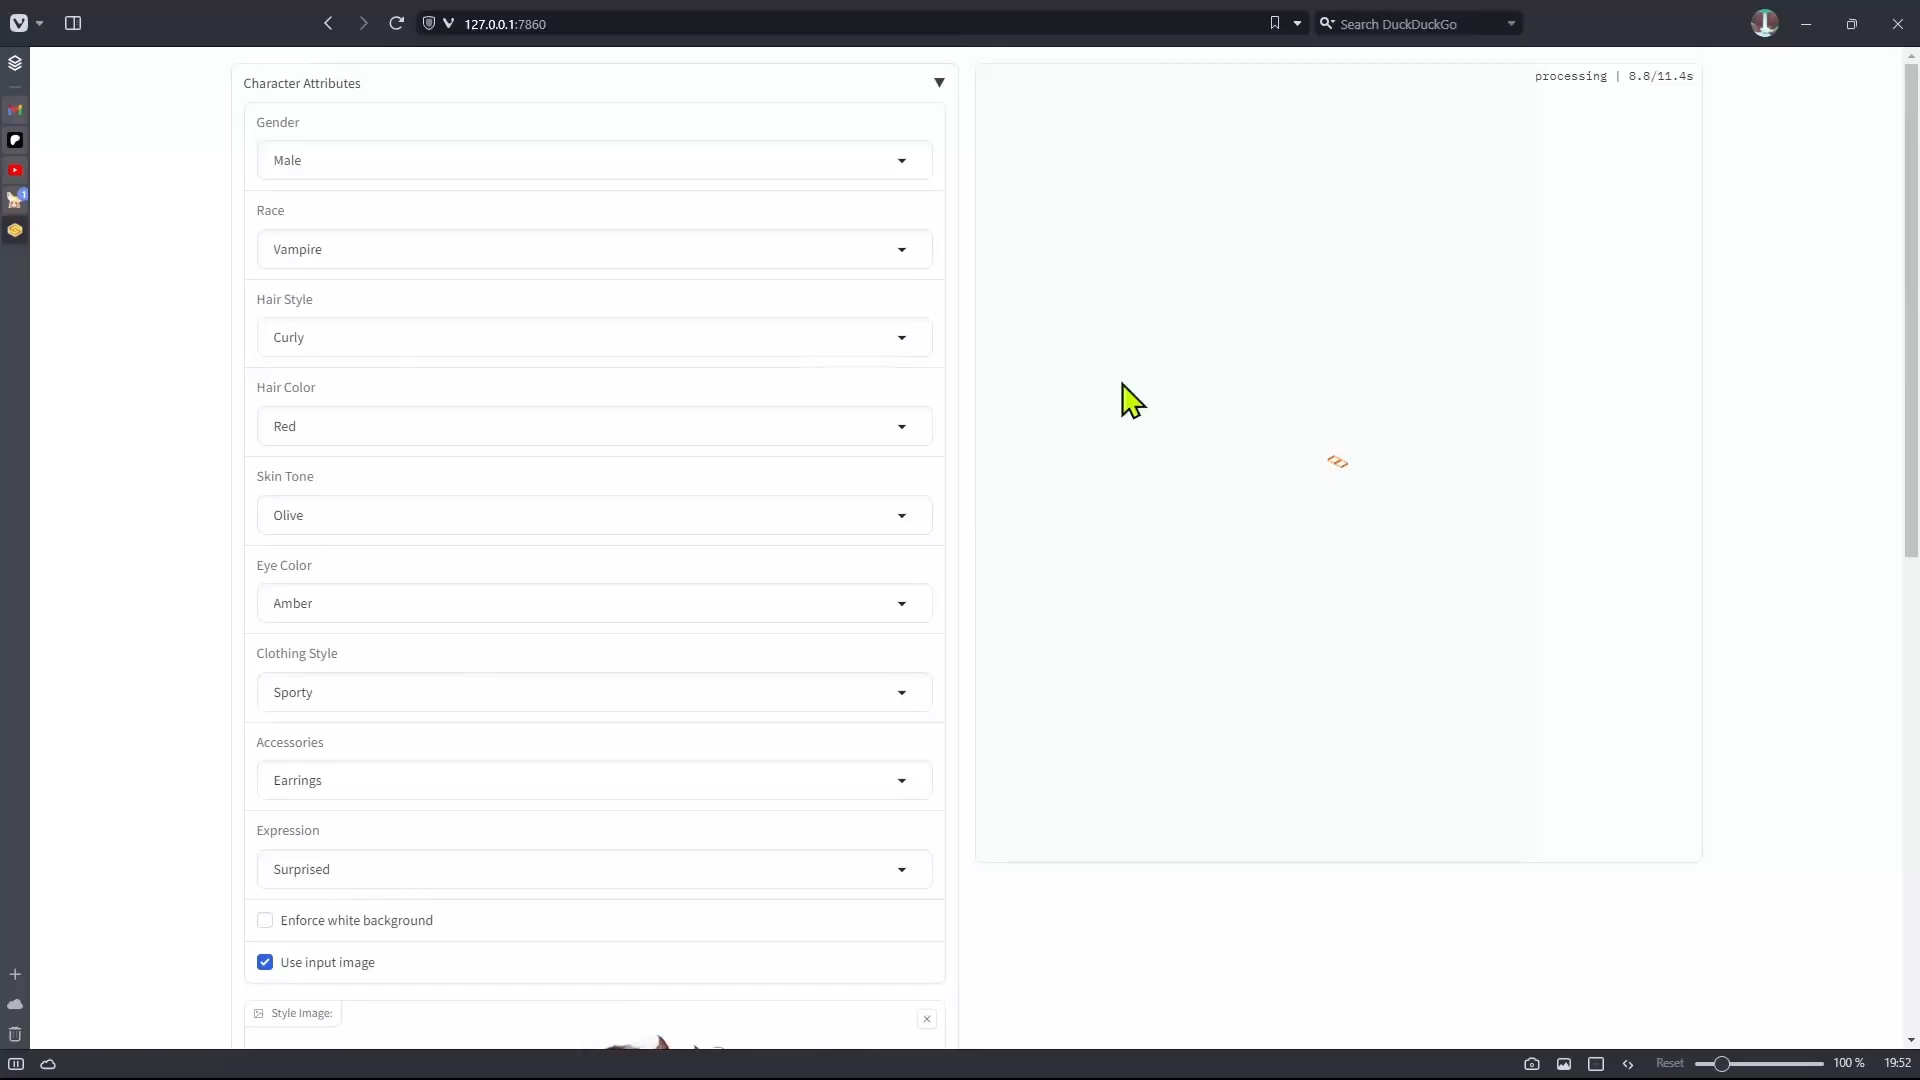 127.0.0.1:7860
Search DuckDuckGo
processing | 8.8/11.4s
Character Attributes
Gender
Male
Race
Vampire
Hair Style
Curly
Hair Color
Red
Skin Tone
Olive
Eye Color
Amber
Clothing Style
Sporty
Accessories
Earrings
Expression
Surprised
Enforce white background
Use input image
Style Image:
Reset
100 %
19:52
1